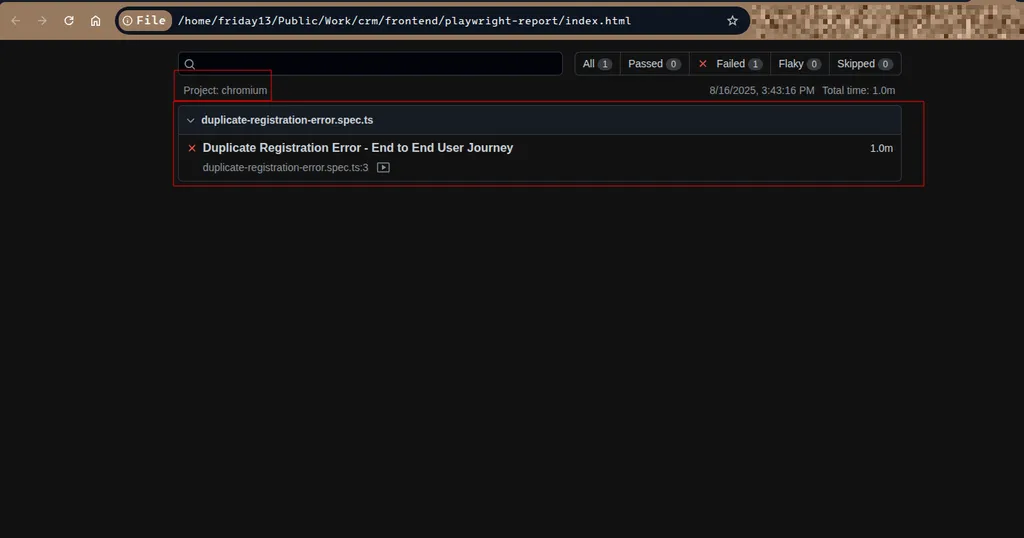 File /home/friday13/Public/Work/crm/frontend/playwright-report/index.html
All 1 Passed 0 Failed 1 Flaky 0 Skipped 0
Project: chromium 8/16/2025, 3:43:16 PM Total time: 1.0m
duplicate-registration-error.spec.ts
Duplicate Registration Error - End to End User Journey 1.0m
duplicate-registration-error.spec.ts:3